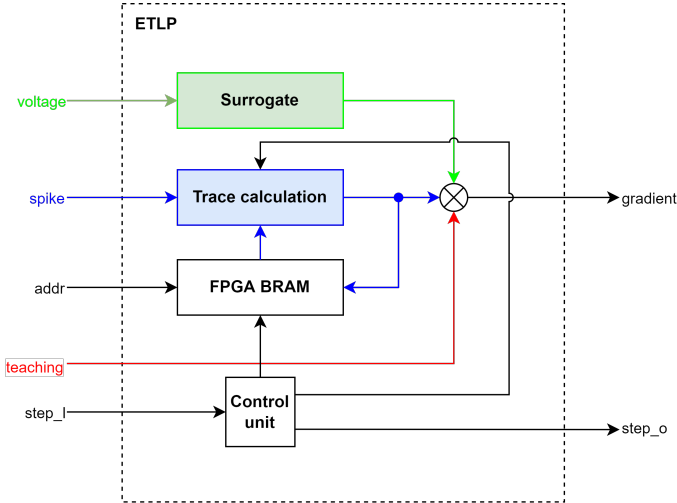 ETLP
voltage
Surrogate
spike
Trace calculation
gradient
addr
FPGA BRAM
teaching
step_I
Control
unit
step_o